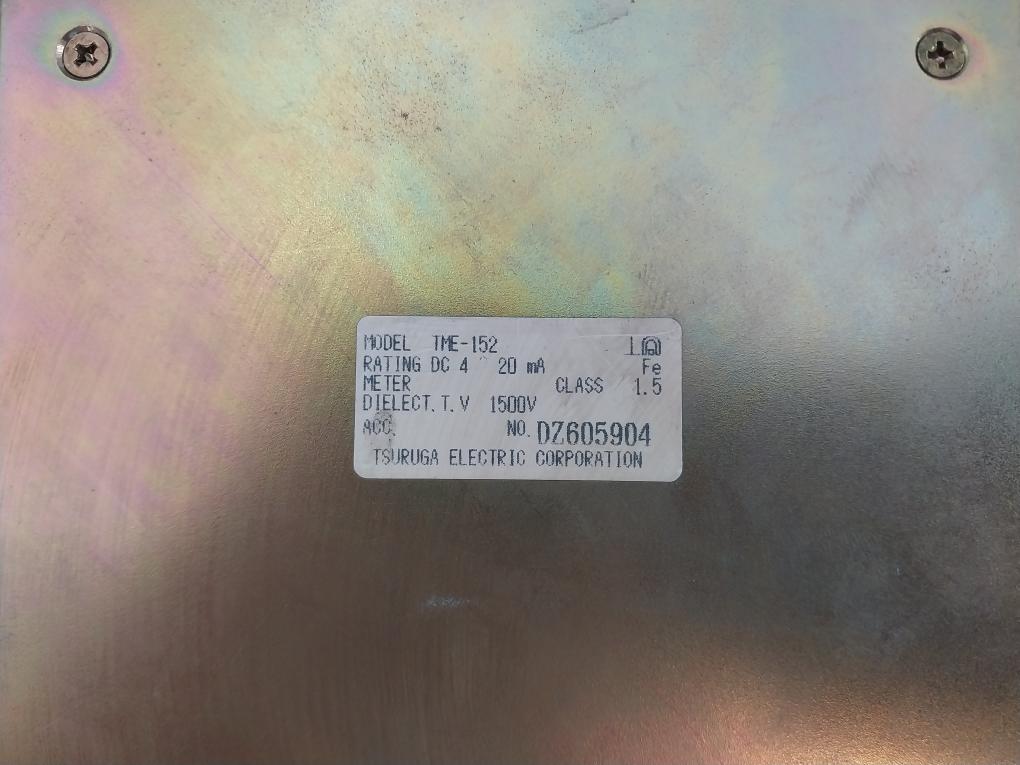 MODEL TME-152
RATING DC 4 ~ 20 mA Fe
METER CLASS 1.5
DIELECT.T.V 1500V
ACC. NO. DZ605904
TSURUGA ELECTRIC CORPORATION